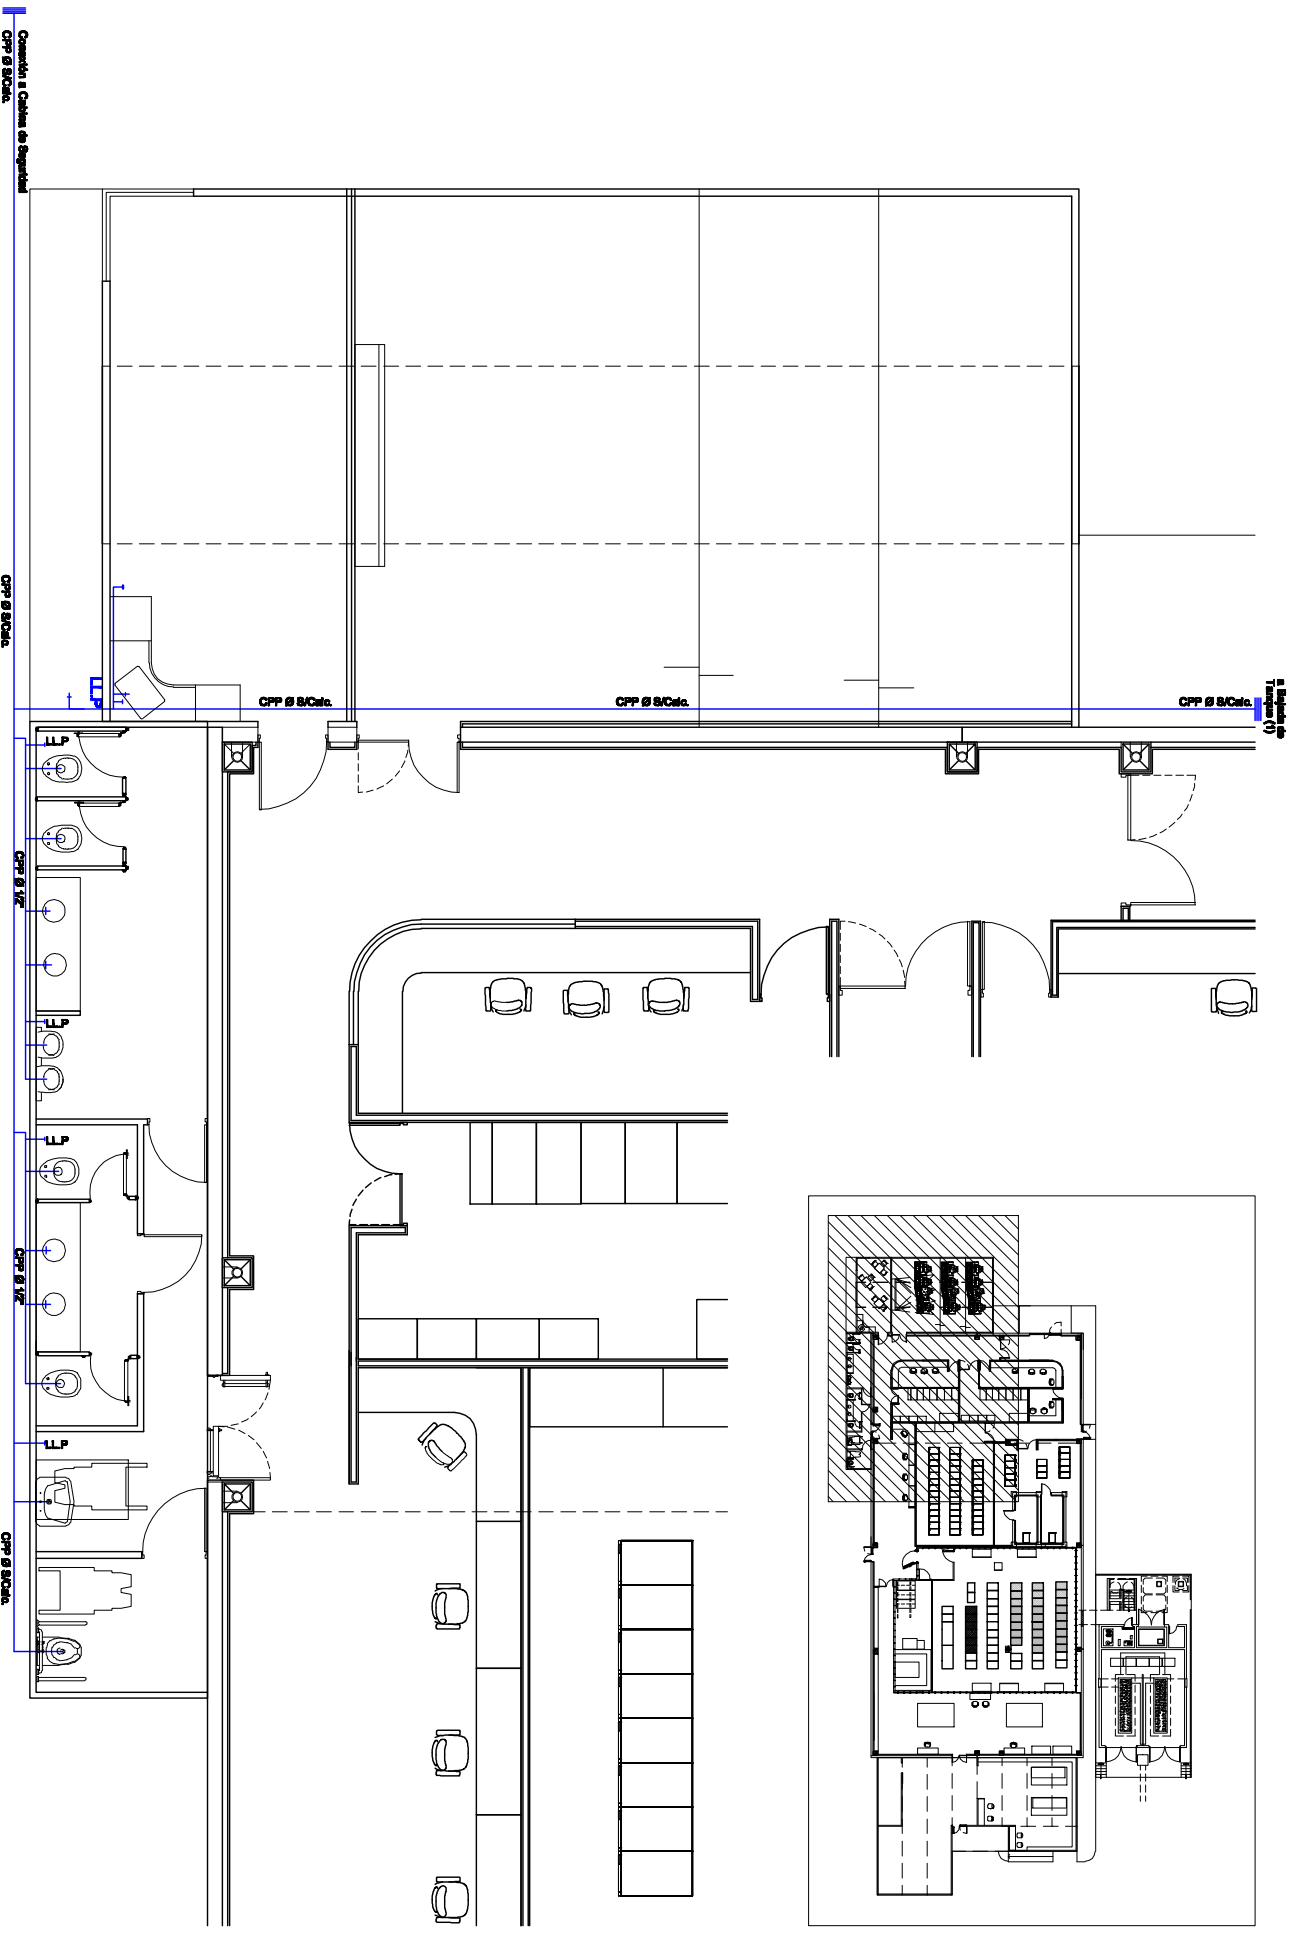 Conexión a Cabina de Seguridad
CPP Ø S/Calc.
CPP Ø S/Calc.
a Bajada de
Tanque (1)
CPP Ø S/Calc.
CPP Ø S/Calc.
CPP Ø S/Calc.
LL.P
LL.P
CPP Ø 1/2"
LL.P
LL.P
CPP Ø 1/2"
LL.P
CPP Ø S/Calc.